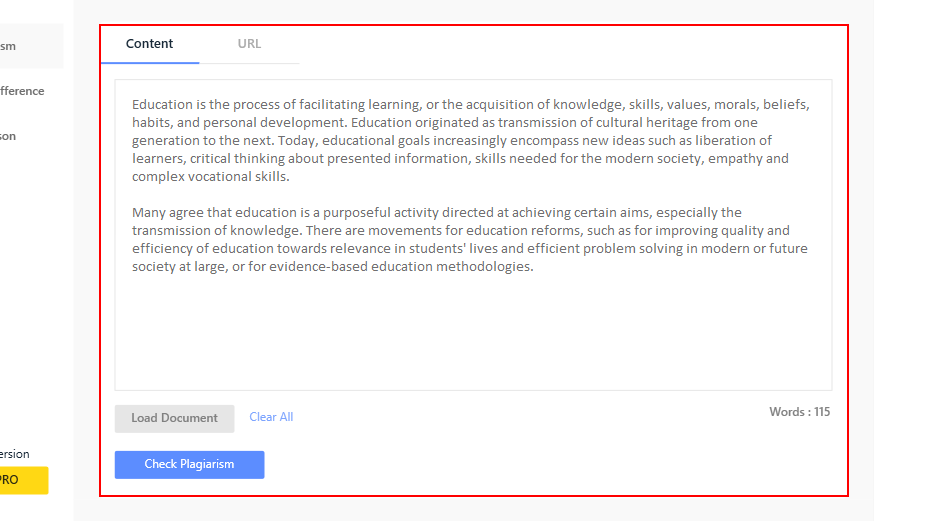 Content URL
sm
fference
son
Education is the process of facilitating learning, or the acquisition of knowledge, skills, values, morals, beliefs,
habits, and personal development. Education originated as transmission of cultural heritage from one
generation to the next. Today, educational goals increasingly encompass new ideas such as liberation of
learners, critical thinking about presented information, skills needed for the modern society, empathy and
complex vocational skills.
Many agree that education is a purposeful activity directed at achieving certain aims, especially the
transmission of knowledge. There are movements for education reforms, such as for improving quality and
efficiency of education towards relevance in students' lives and efficient problem solving in modern or future
society at large, or for evidence-based education methodologies.
Load Document Clear All Words : 115
ersion
PRO
Check Plagiarism